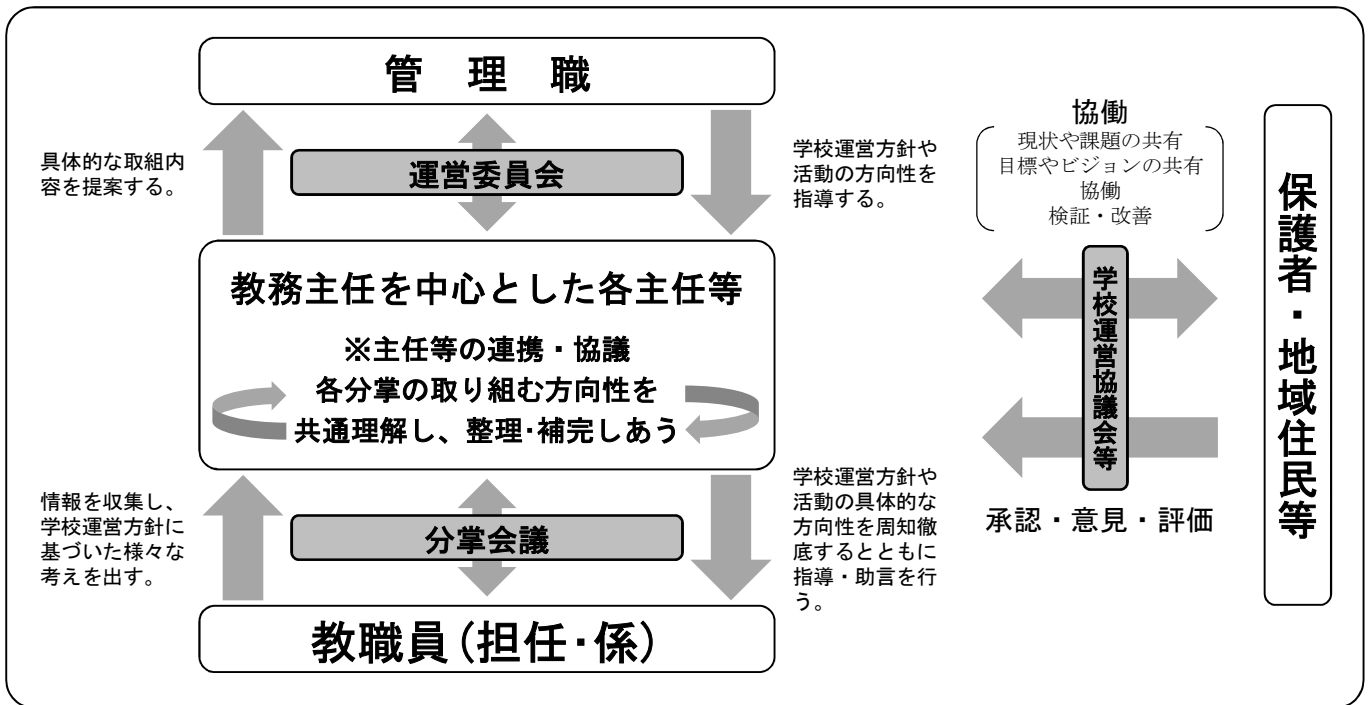 管　理　職
具体的な取組内
容を提案する。
運営委員会
学校運営方針や
活動の方向性を
指導する。
教務主任を中心とした各主任等
※主任等の連携・協議
各分掌の取り組む方向性を
共通理解し、整理･補完しあう
情報を収集し、
学校運営方針に
基づいた様々な
考えを出す。
分掌会議
学校運営方針や
活動の具体的な
方向性を周知徹
底するとともに
指導・助言を行
う。
教職員(担任･係)
協働
現状や課題の共有
目標やビジョンの共有
協働
検証・改善
学校運営協議会等
承認・意見・評価
保護者・地域住民等